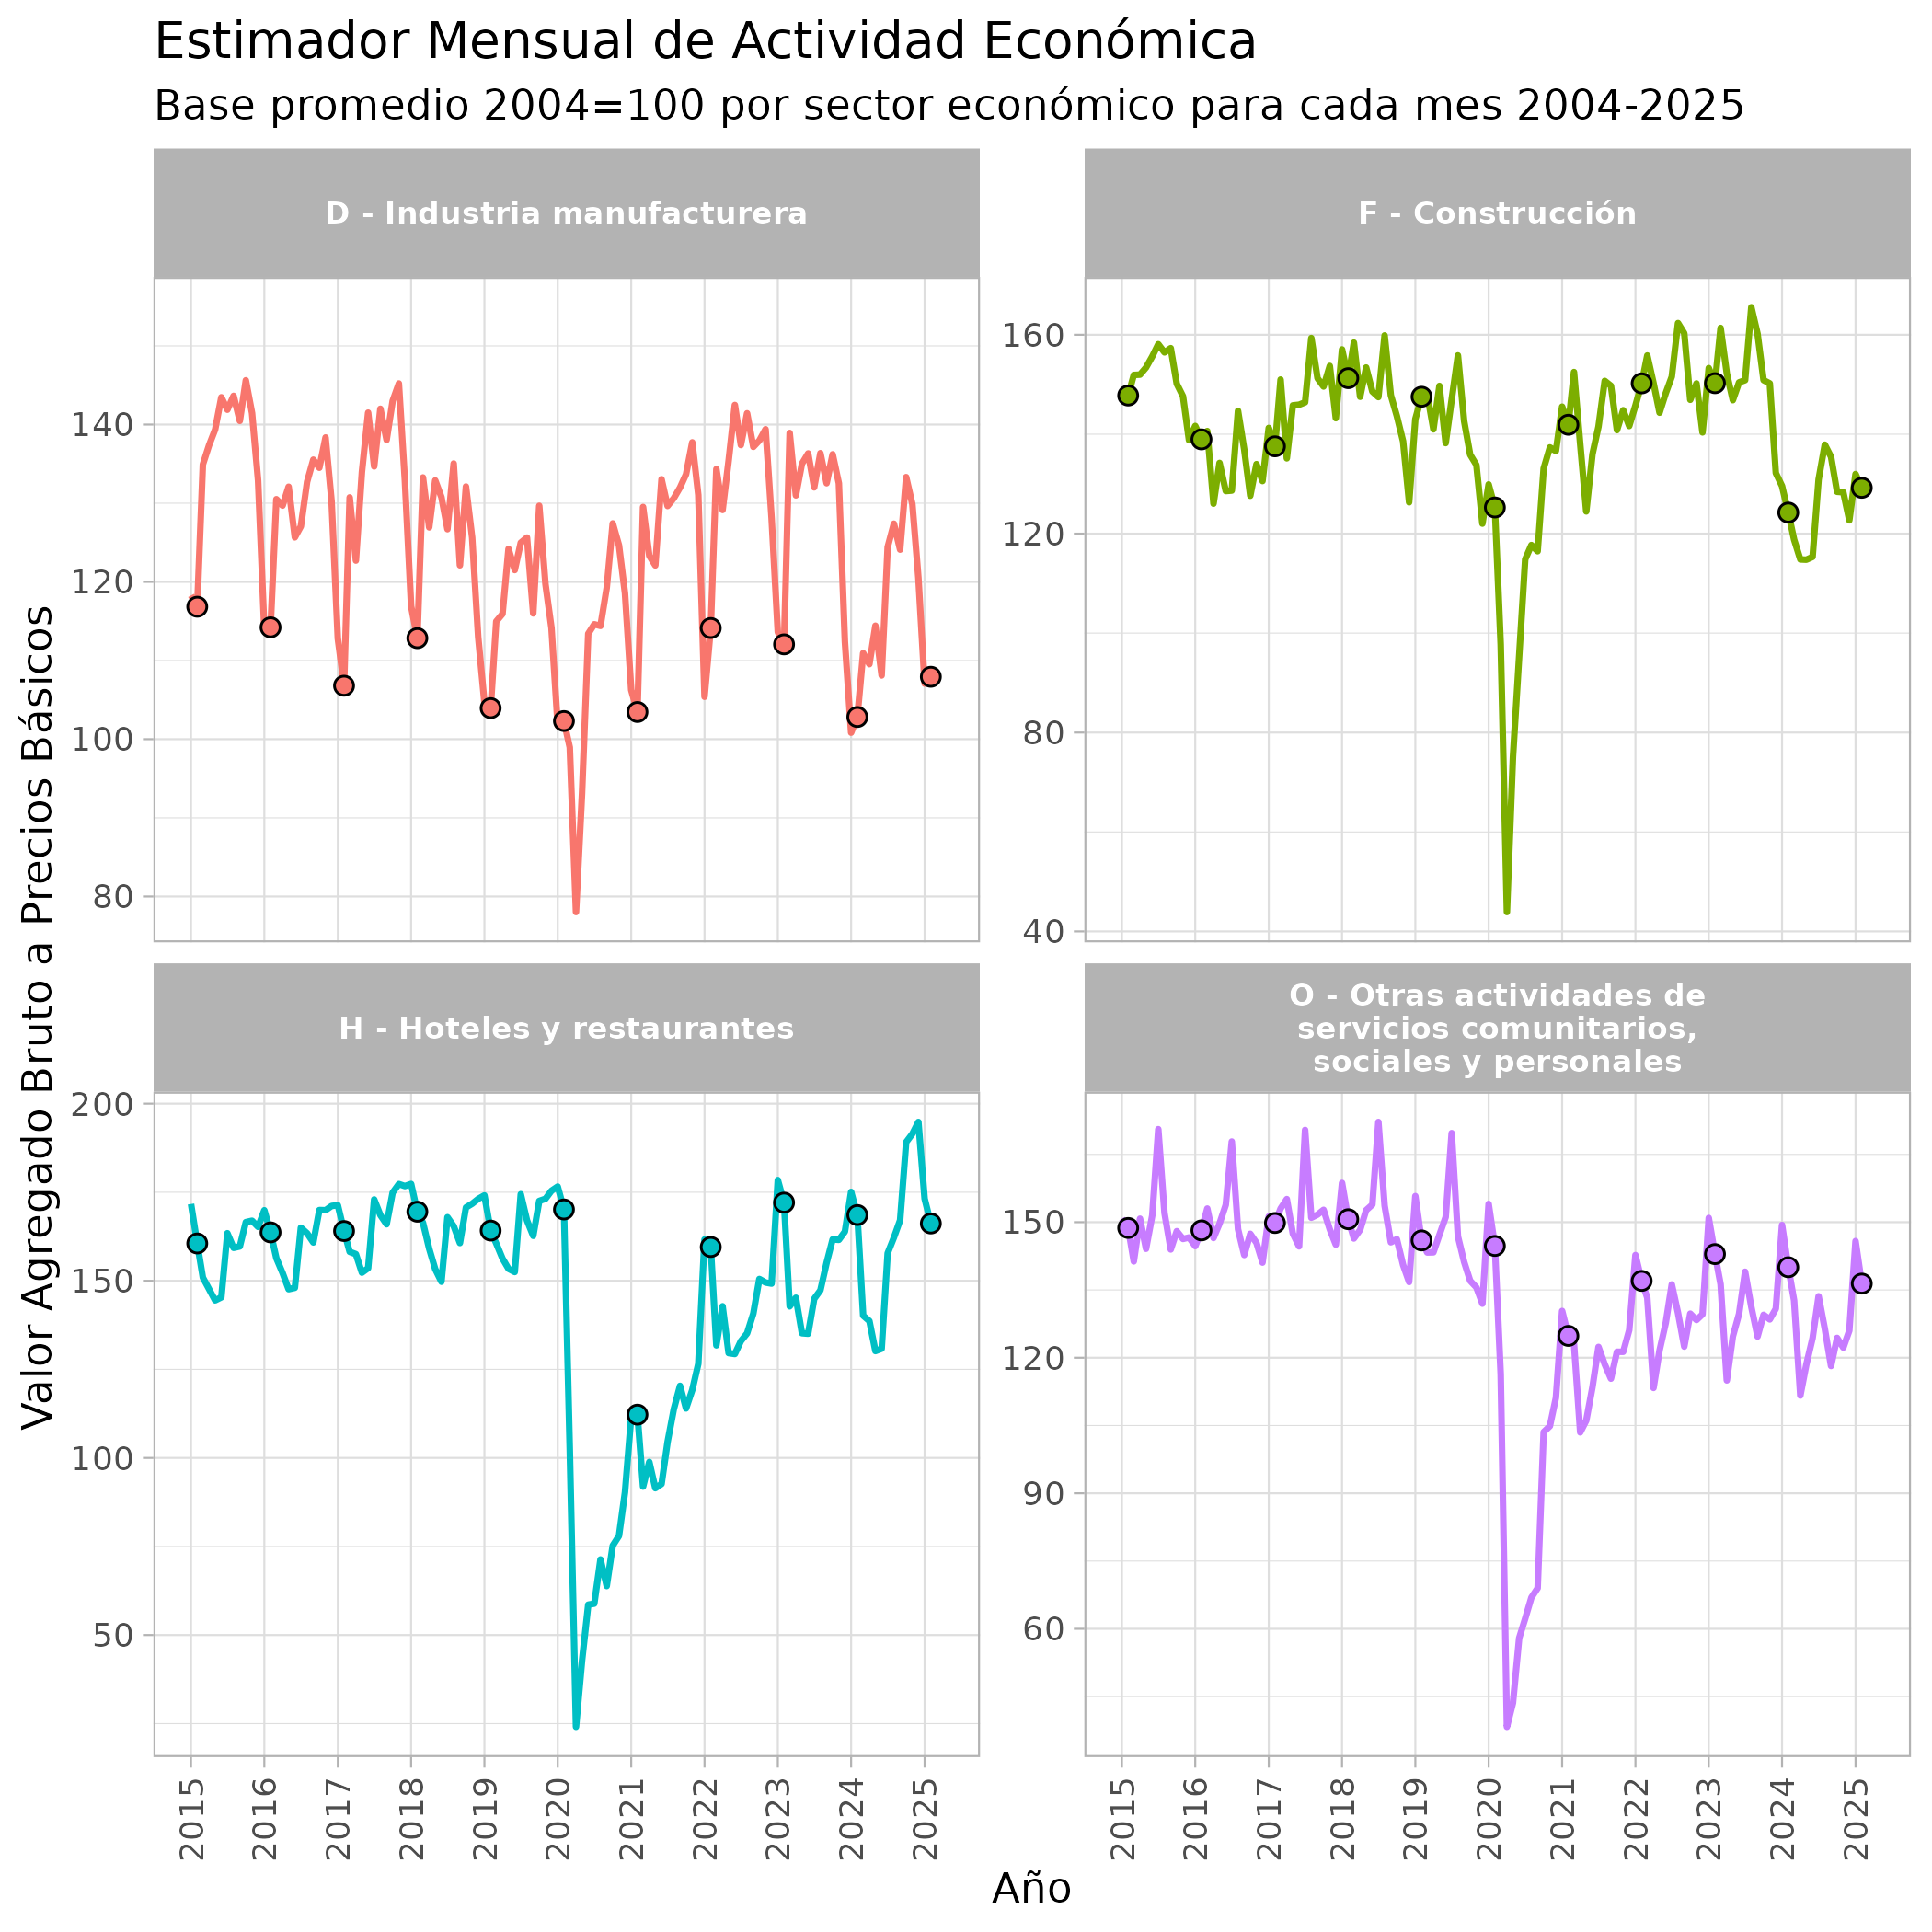 Estimador Mensual de Actividad Económica
Base promedio 2004=100 por sector económico para cada mes 2004-2025
Valor Agregado Bruto a Precios Básicos
D - Industria manufacturera
140
120
100
80
F - Construcción
160
120
80
40
H - Hoteles y restaurantes
200
150
100
50
2015 2016 2017 2018 2019 2020 2021 2022 2023 2024 2025
O - Otras actividades de
servicios comunitarios,
sociales y personales
150
120
90
60
2015 2016 2017 2018 2019 2020 2021 2022 2023 2024 2025
Año